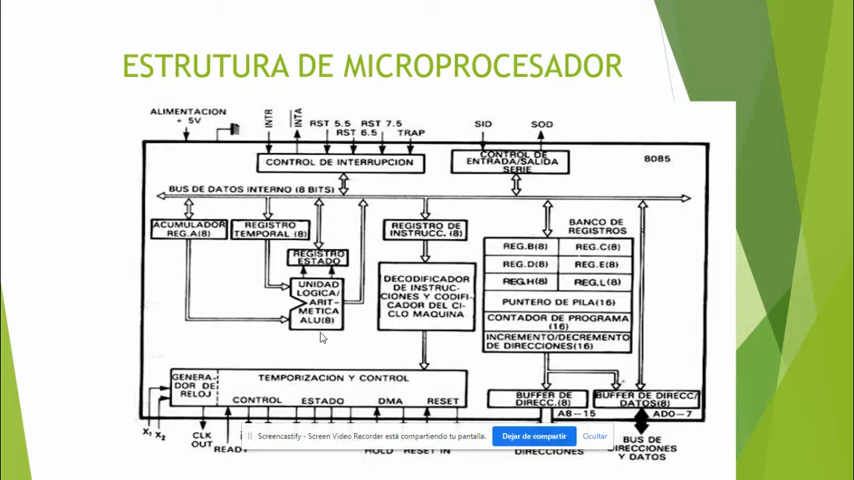 ESTRUTURA DE MICROPROCESADOR
ALIMENTACION
+ 5V
INTR
INTA
RST 5.5
RST 7.5
RST 6.5
TRAP
SID
SOD
CONTROL DE INTERRUPCION
CONTROL DE
ENTRADA/SALIDA
SERIE
8085
BUS DE DATOS INTERNO (8 BITS)
ACUMULADOR
REG.A(8)
REGISTRO
TEMPORAL (8)
REGISTRO
ESTADO
UNIDAD
LOGICA/
ARIT-
METICA
ALU(8)
REGISTRO DE
INSTRUCC. (8)
DECODIFICADOR
DE INSTRUC-
CIONES Y CODIFI-
CADOR DEL CI-
CLO MAQUINA
BANCO DE
REGISTROS
REG.B(8)
REG.C(8)
REG.D(8)
REG.E(8)
REG.H(8)
REG.L(8)
PUNTERO DE PILA(16)
CONTADOR DE PROGRAMA
(16)
INCREMENTO/DECREMENTO
DE DIRECCIONES(16)
GENERA-
DOR DE
RELOJ
TEMPORIZACION Y CONTROL
CONTROL
ESTADO
DMA
RESET
BUFFER DE
DIRECC.(8)
BUFFER DE DIRECC/
DATOS(8)
A8-15
AD0-7
X1
X2
CLK
OUT
READY
HOLD
RESET IN
DIRECCIONES
BUS DE
DIRECCIONES
Y DATOS
Screencastify - Screen Video Recorder está compartiendo tu pantalla.
Dejar de compartir
Ocultar